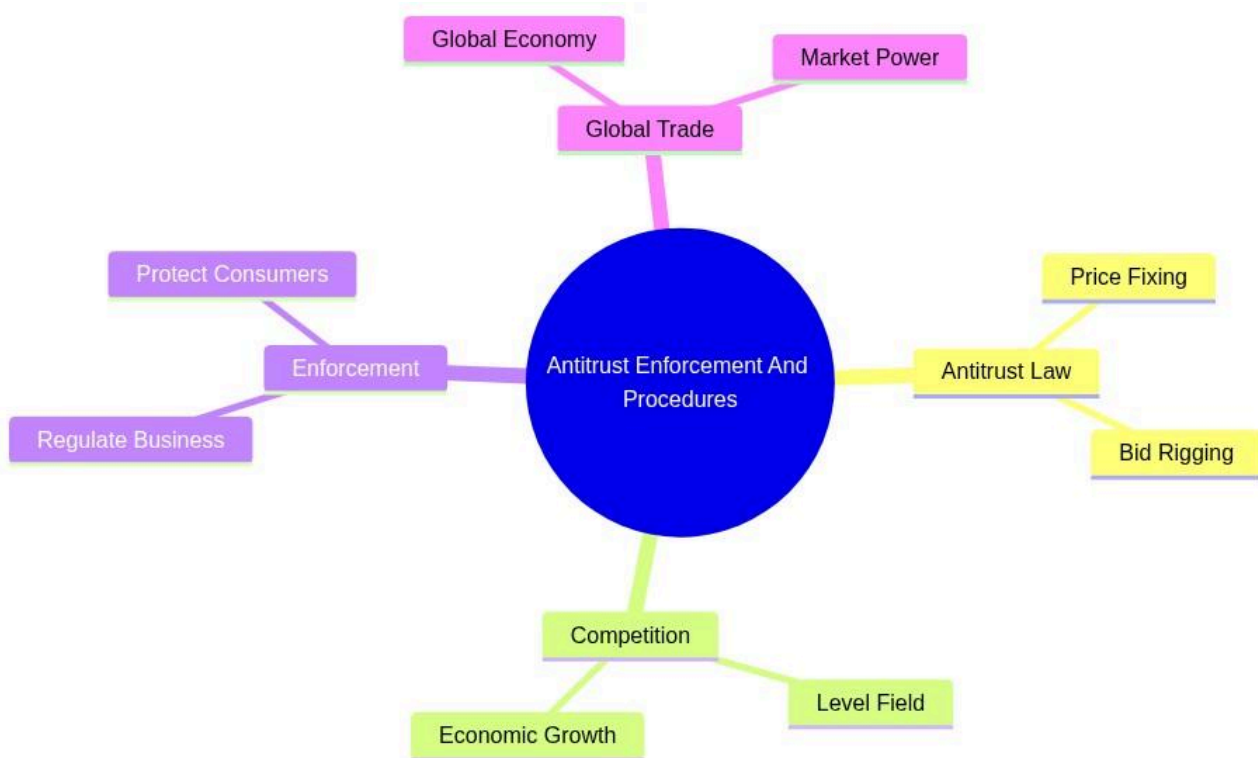 Global Economy
Market Power
Global Trade
Protect Consumers
Enforcement
Regulate Business
Antitrust Enforcement And
Procedures
Price Fixing
Antitrust Law
Bid Rigging
Competition
Level Field
Economic Growth